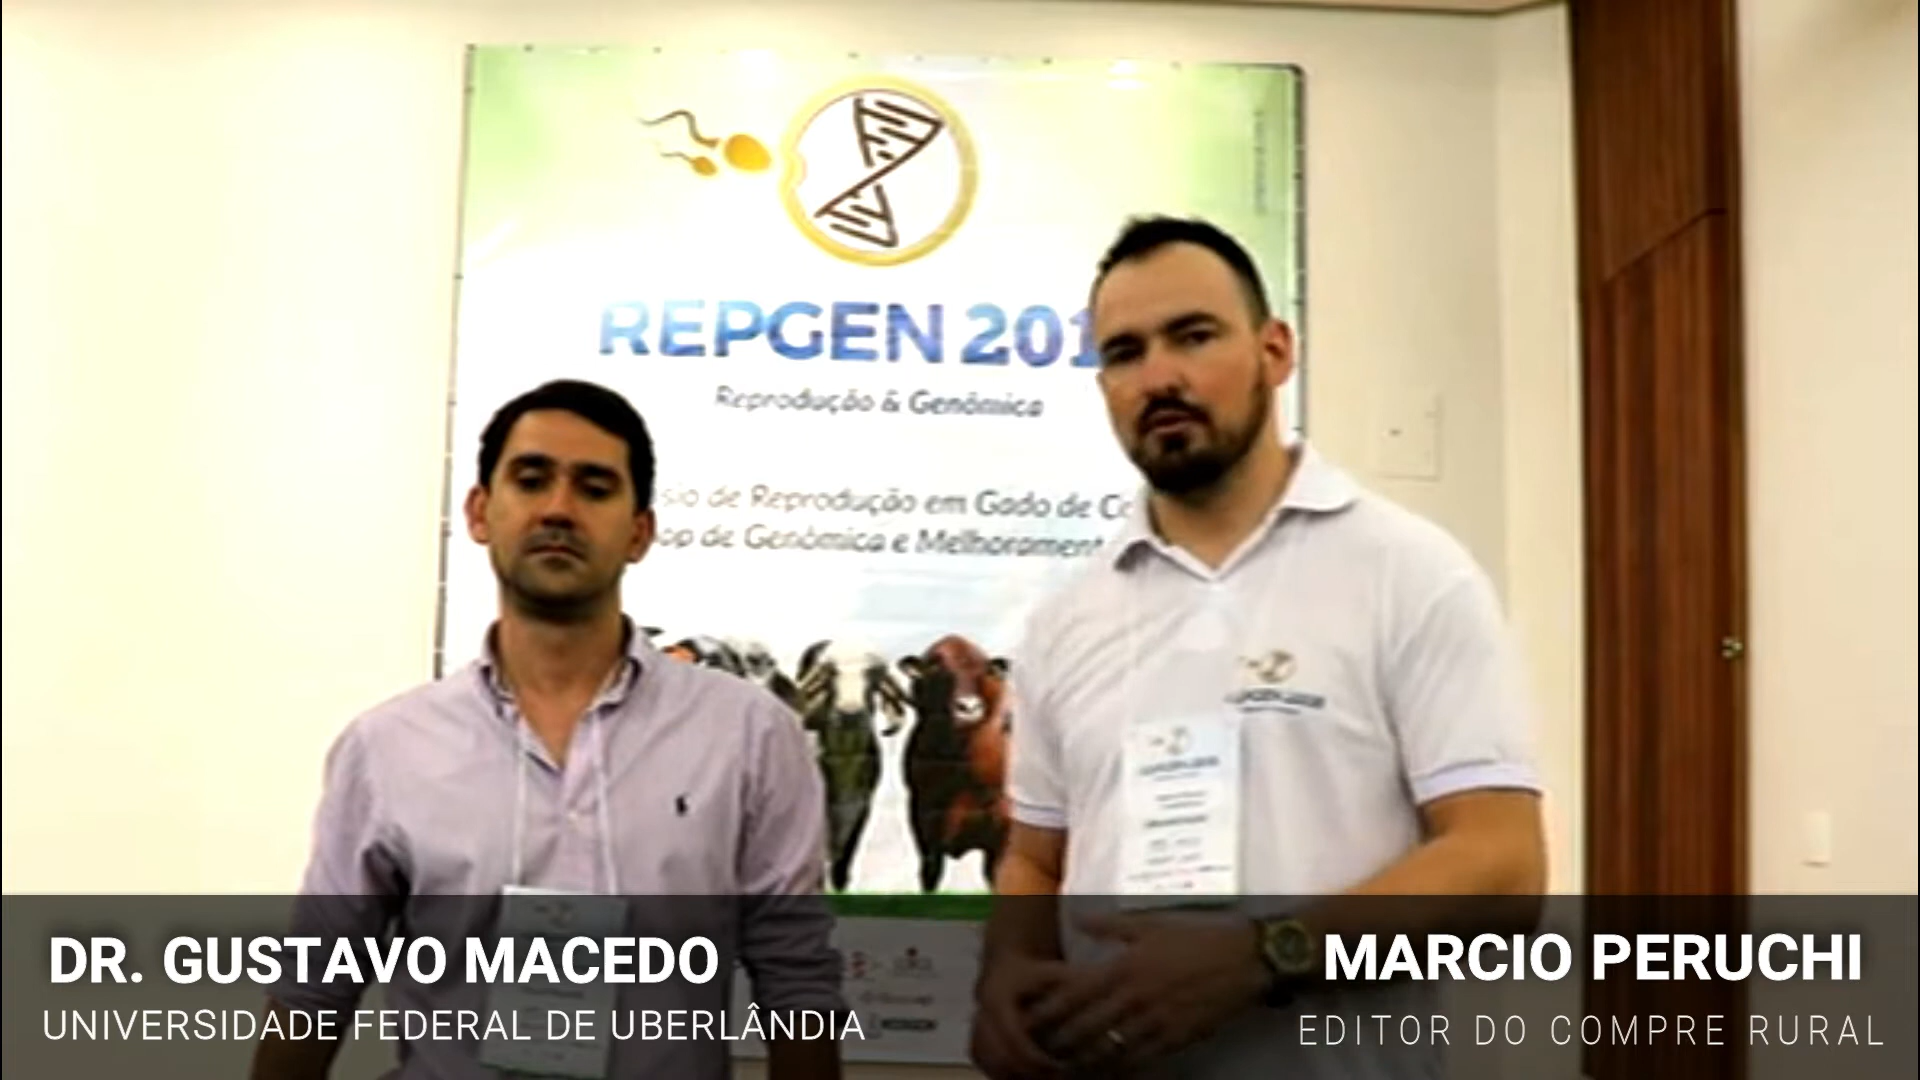 REPGEN 201
Reprodução & Genômica
sio de Reprodução em Gado de Co
op de Genômica e Melhorament
DR. GUSTAVO MACEDO
UNIVERSIDADE FEDERAL DE UBERLÂNDIA
MARCIO PERUCHI
EDITOR DO COMPRE RURAL